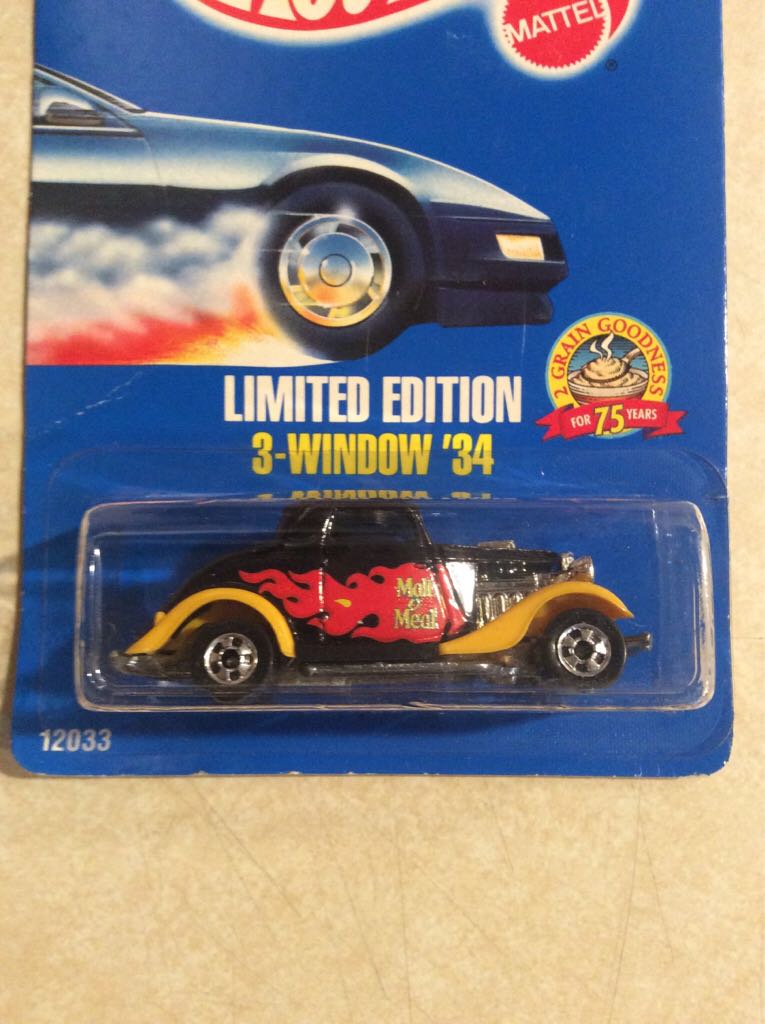 MATTEL
®
2 GRAIN GOODNESS
FOR 75 YEARS
LIMITED EDITION
3-WINDOW '34
Malt
o
Meal
12033